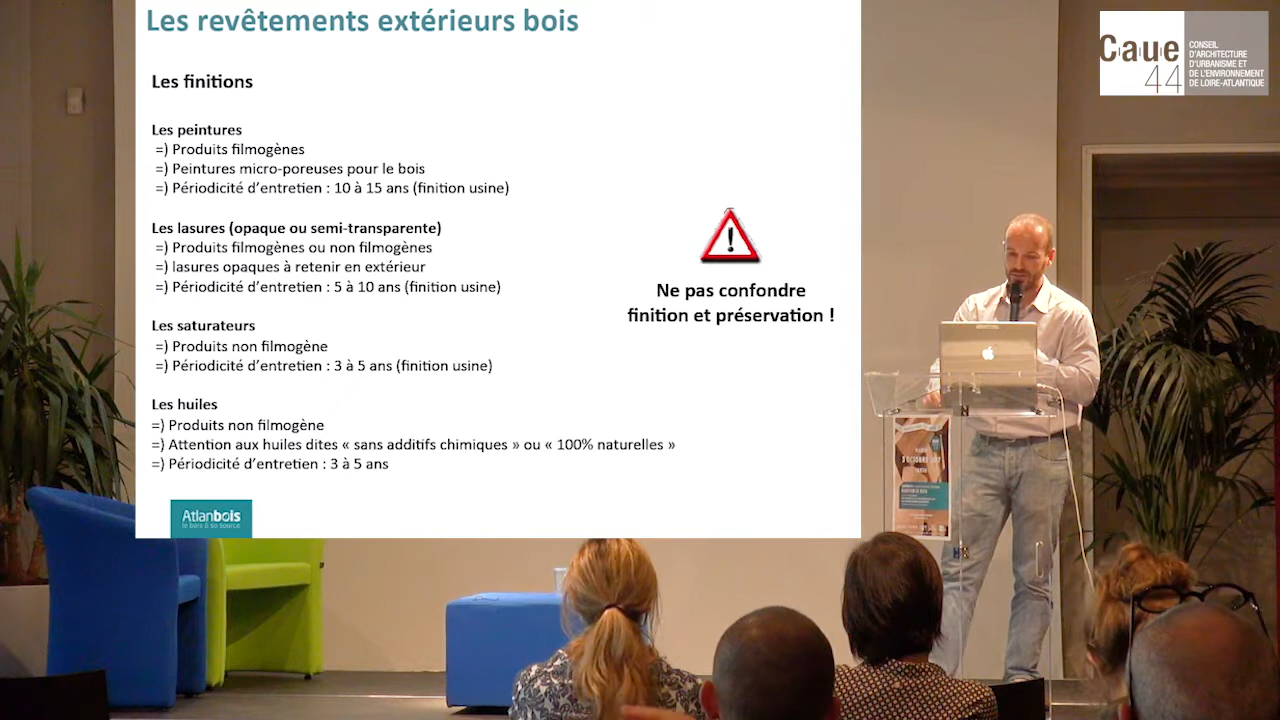 Les revêtements extérieurs bois
Les finitions
Les peintures
=) Produits filmogènes
=) Peintures micro-poreuses pour le bois
=) Périodicité d'entretien : 10 à 15 ans (finition usine)
Les lasures (opaque ou semi-transparente)
=) Produits filmogènes ou non filmogènes
=) lasures opaques à retenir en extérieur
=) Périodicité d'entretien : 5 à 10 ans (finition usine)
Les saturateurs
=) Produits non filmogène
=) Périodicité d'entretien : 3 à 5 ans (finition usine)
Les huiles
=) Produits non filmogène
=) Attention aux huiles dites « sans additifs chimiques » ou « 100% naturelles »
=) Périodicité d'entretien : 3 à 5 ans
!
Ne pas confondre
finition et préservation !
Atlanbois
le bois à sa source
Caue
44
CONSEIL
D'ARCHITECTURE
D'URBANISME ET
DE L'ENVIRONNEMENT
DE LOIRE-ATLANTIQUE